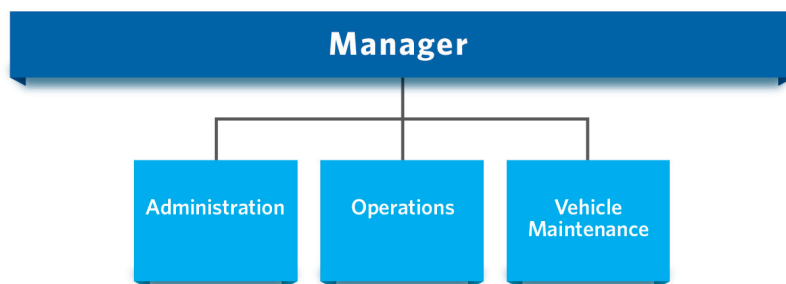 Manager
Administration
Operations
Vehicle
Maintenance